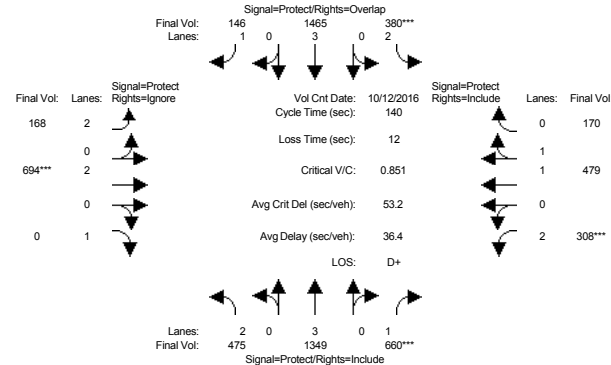 Signal=Protect/Rights=Overlap
Final Vol: 146 1465 380***
Lanes: 1 0 3 0 2
Signal=Protect
Final Vol: Lanes: Rights=Ignore
Vol Cnt Date: 10/12/2016
Signal=Protect
Rights=Include Lanes: Final Vol
Cycle Time (sec): 140
168 2
0 170
Loss Time (sec): 12
0
1
694*** 2
Critical V/C: 0.851
1 479
0
Avg Crit Del (sec/veh): 53.2
0
0 1
Avg Delay (sec/veh): 36.4
2 308***
LOS: D+
Lanes: 2 0 3 0 1
Final Vol: 475 1349 660***
Signal=Protect/Rights=Include